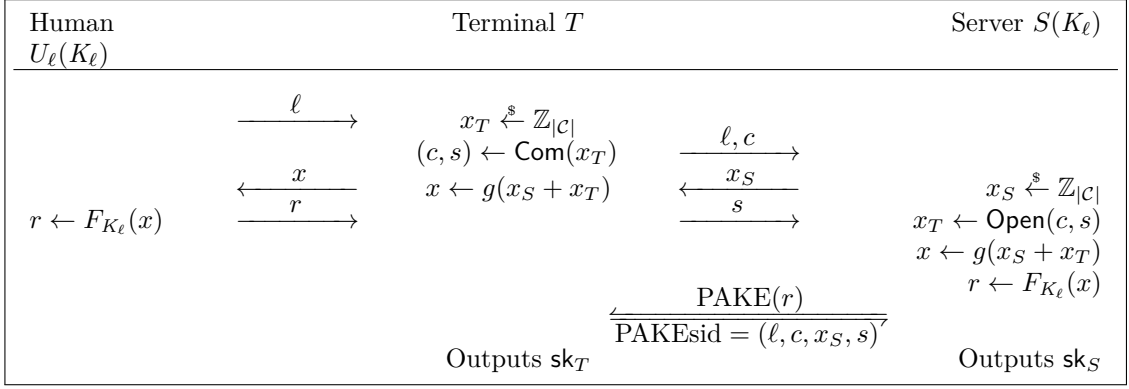 Human Terminal T Server S(K_ℓ)
U_ℓ(K_ℓ)
ℓ x_T ←$ ℤ_|𝒞|
(c, s) ← Com(x_T) ℓ, c
x x ← g(x_S + x_T) x_S x_S ←$ ℤ_|𝒞|
r ← F_{K_ℓ}(x) r s x_T ← Open(c, s)
x ← g(x_S + x_T)
r ← F_{K_ℓ}(x)
PAKE(r)
PAKEsid = (ℓ, c, x_S, s)
Outputs sk_T Outputs sk_S